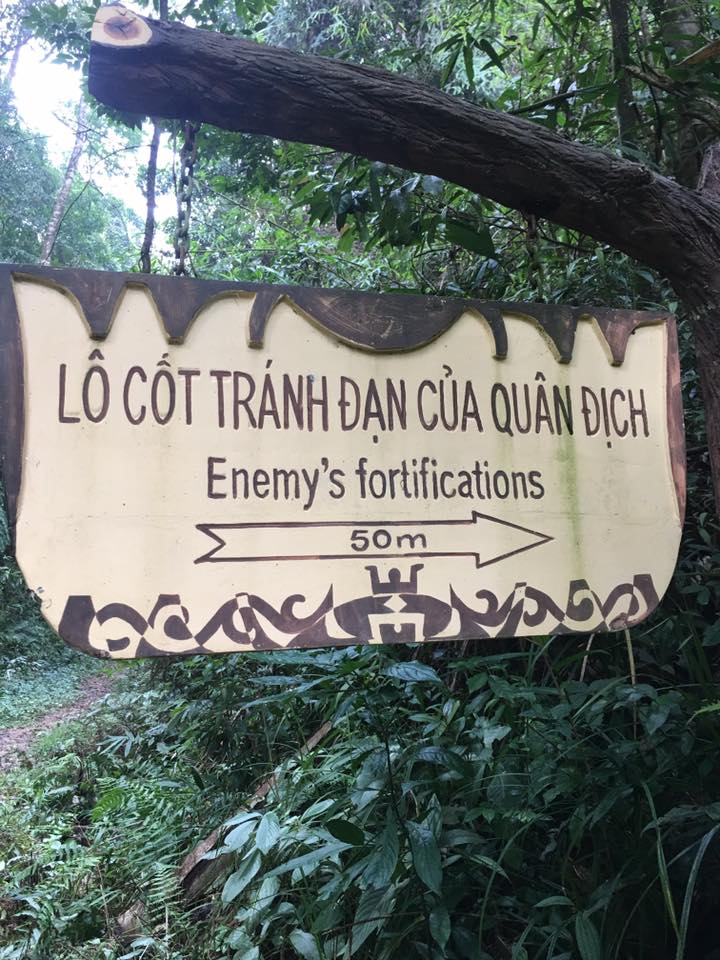 LÔ CỐT TRÁNH ĐẠN CỦA QUÂN ĐỊCH
Enemy's fortifications
50m